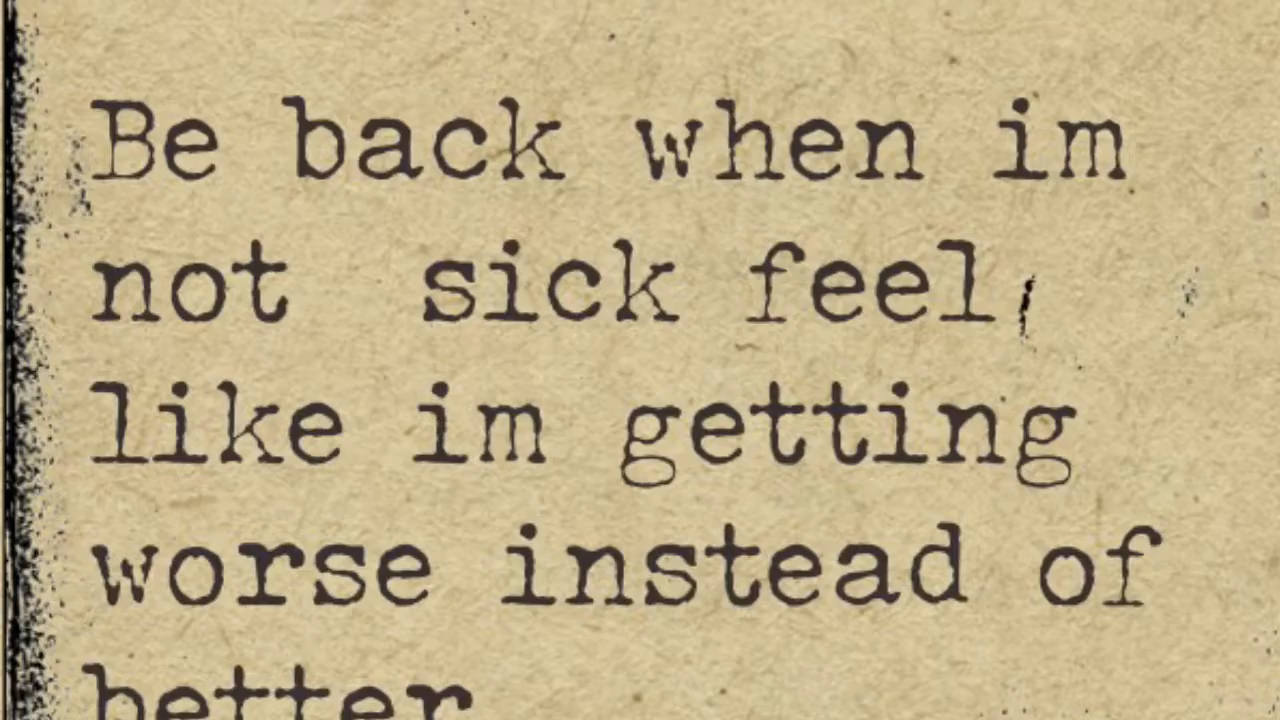 Be back when im
not  sick feel
like im getting
worse instead of
better